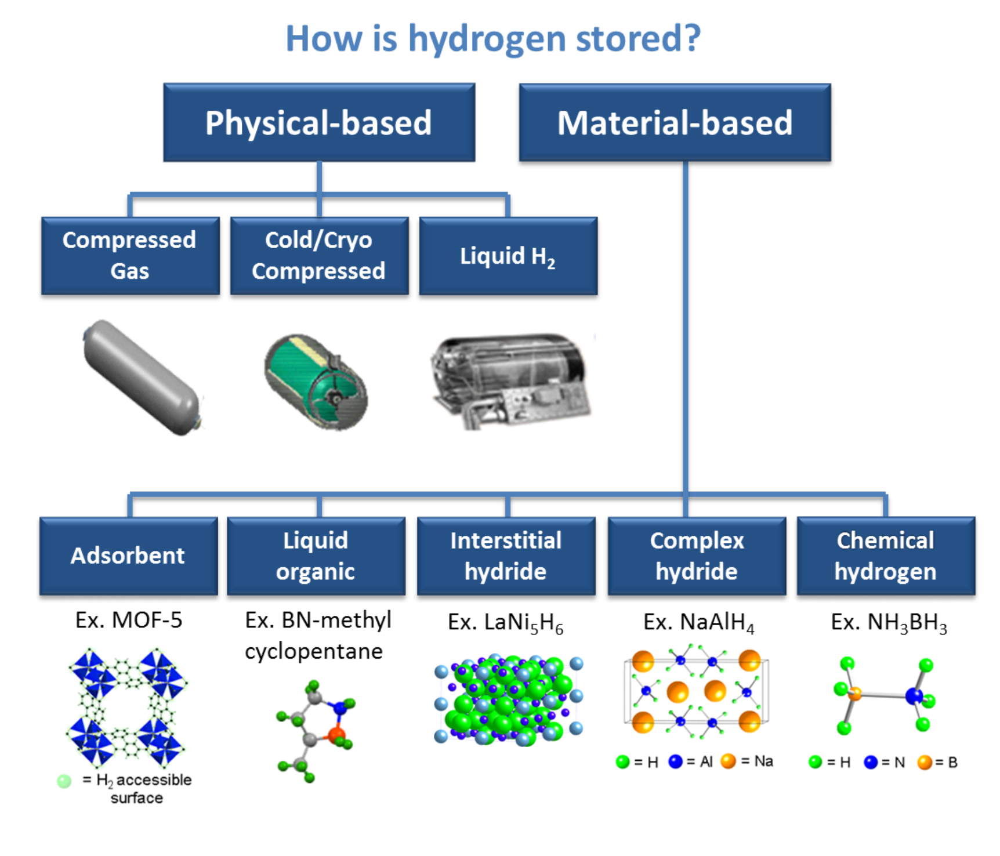 How is hydrogen stored?
Physical-based
Material-based
Compressed
Gas
Cold/Cryo
Compressed
Liquid H₂
Adsorbent
Liquid
organic
Interstitial
hydride
Complex
hydride
Chemical
hydrogen
Ex. MOF-5
Ex. BN-methyl
cyclopentane
Ex. LaNi₅H₆
Ex. NaAlH₄
Ex. NH₃BH₃
= H₂ accessible
surface
= H = Al = Na
= H = N = B